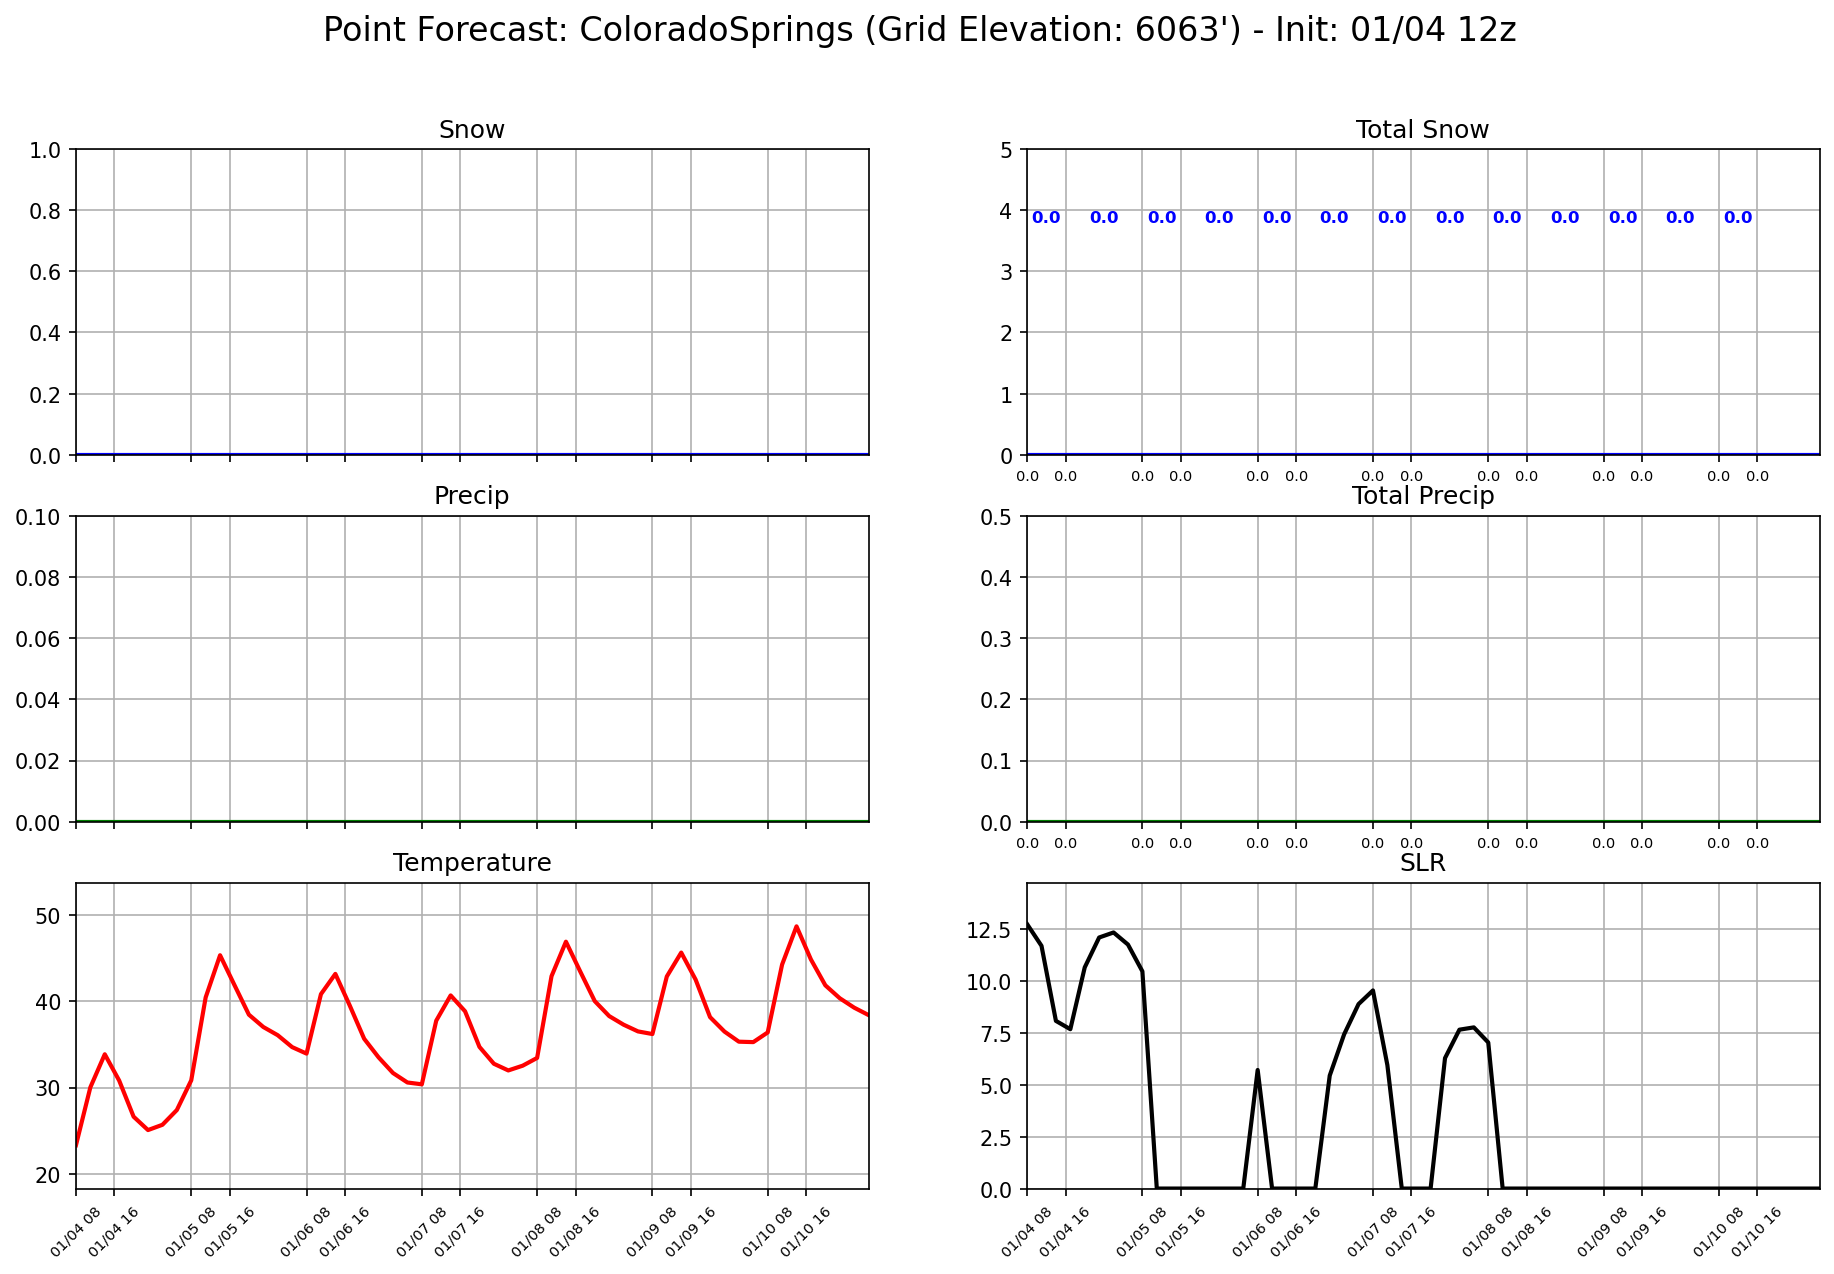 Point Forecast: ColoradoSprings (Grid Elevation: 6063') - Init: 01/04 12z
Snow
1.0
0.8
0.6
0.4
0.2
0.0
Total Snow
5
4
3
2
1
0
0.0 0.0 0.0 0.0 0.0 0.0 0.0 0.0 0.0 0.0 0.0 0.0 0.0
0.0 0.0 0.0 0.0 0.0 0.0 0.0 0.0 0.0 0.0 0.0 0.0 0.0 0.0
Precip
0.10
0.08
0.06
0.04
0.02
0.00
Total Precip
0.5
0.4
0.3
0.2
0.1
0.0
0.0 0.0 0.0 0.0 0.0 0.0 0.0 0.0 0.0 0.0 0.0 0.0 0.0 0.0
Temperature
50
40
30
20
01/04 08 01/04 16 01/05 08 01/05 16 01/06 08 01/06 16 01/07 08 01/07 16 01/08 08 01/08 16 01/09 08 01/09 16 01/10 08 01/10 16
SLR
12.5
10.0
7.5
5.0
2.5
0.0
01/04 08 01/04 16 01/05 08 01/05 16 01/06 08 01/06 16 01/07 08 01/07 16 01/08 08 01/08 16 01/09 08 01/09 16 01/10 08 01/10 16